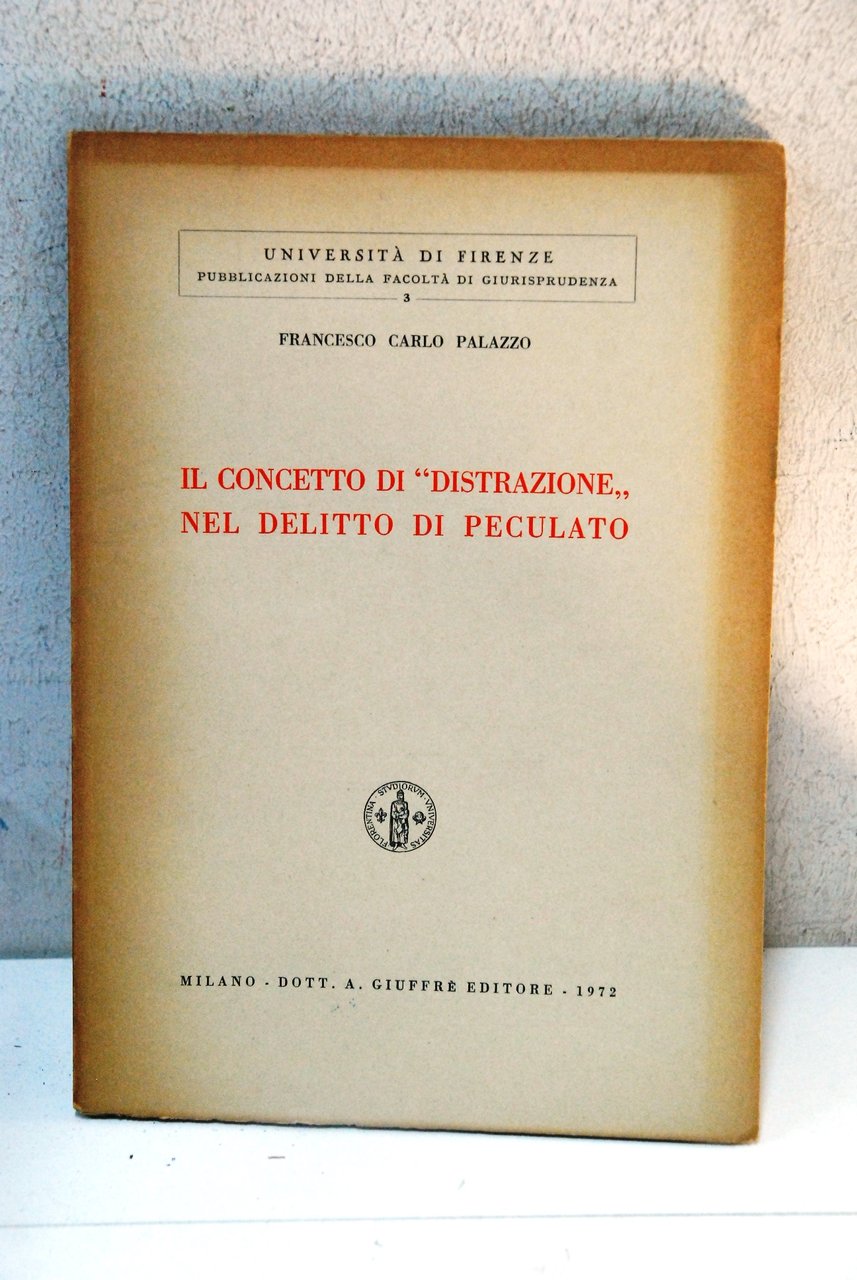 UNIVERSITÀ DI FIRENZE
PUBBLICAZIONI DELLA FACOLTÀ DI GIURISPRUDENZA
3
FRANCESCO CARLO PALAZZO
IL CONCETTO DI “DISTRAZIONE„
NEL DELITTO DI PECULATO
FLORENTINA · STVDIORVM · VNIVERSITAS
MILANO - DOTT. A. GIUFFRÈ EDITORE - 1972